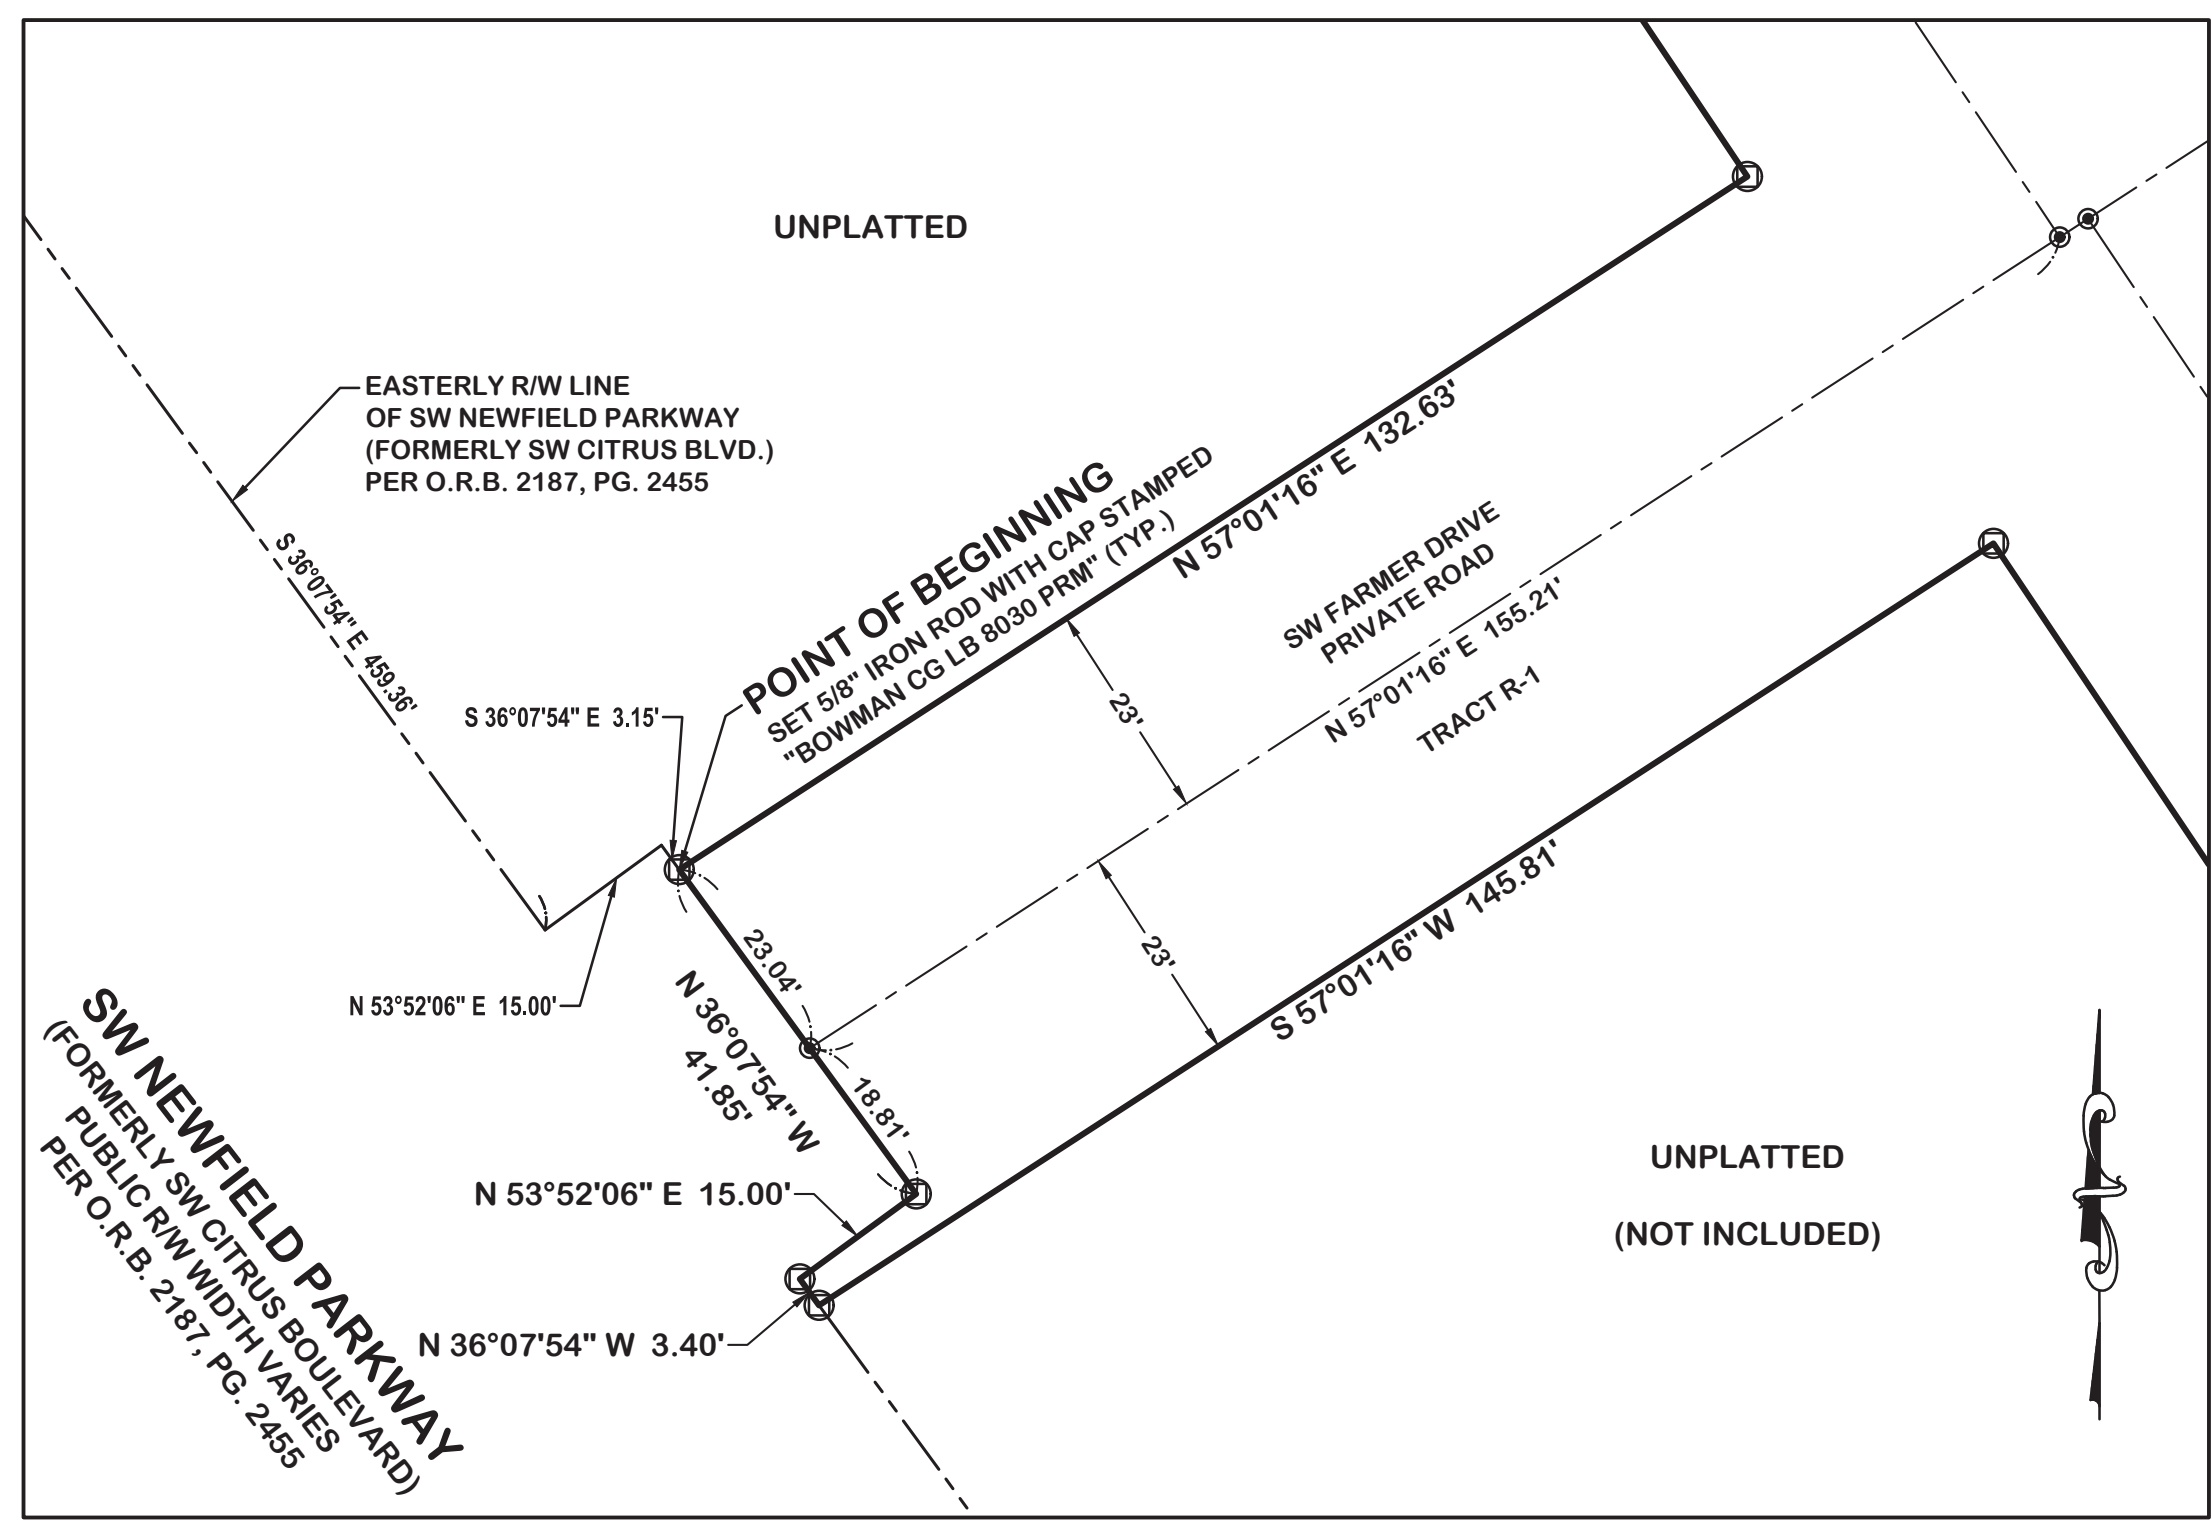 UNPLATTED
EASTERLY R/W LINE
OF SW NEWFIELD PARKWAY
(FORMERLY SW CITRUS BLVD.)
PER O.R.B. 2187, PG. 2455
S 36°07'54" E 459.36'
S 36°07'54" E 3.15'
POINT OF BEGINNING
SET 5/8" IRON ROD WITH CAP STAMPED
"BOWMAN CG LB 8030 PRM" (TYP.)
N 57°01'16" E 132.63'
SW FARMER DRIVE
PRIVATE ROAD
N 57°01'16" E 155.21'
TRACT R-1
23'
23'
S 57°01'16" W 145.81'
N 53°52'06" E 15.00'
23.04'
N 36°07'54" W
41.85'
18.81'
N 53°52'06" E 15.00'
N 36°07'54" W 3.40'
SW NEWFIELD PARKWAY
(FORMERLY SW CITRUS BOULEVARD)
PUBLIC R/W WIDTH VARIES
PER O.R.B. 2187, PG. 2455
UNPLATTED
(NOT INCLUDED)